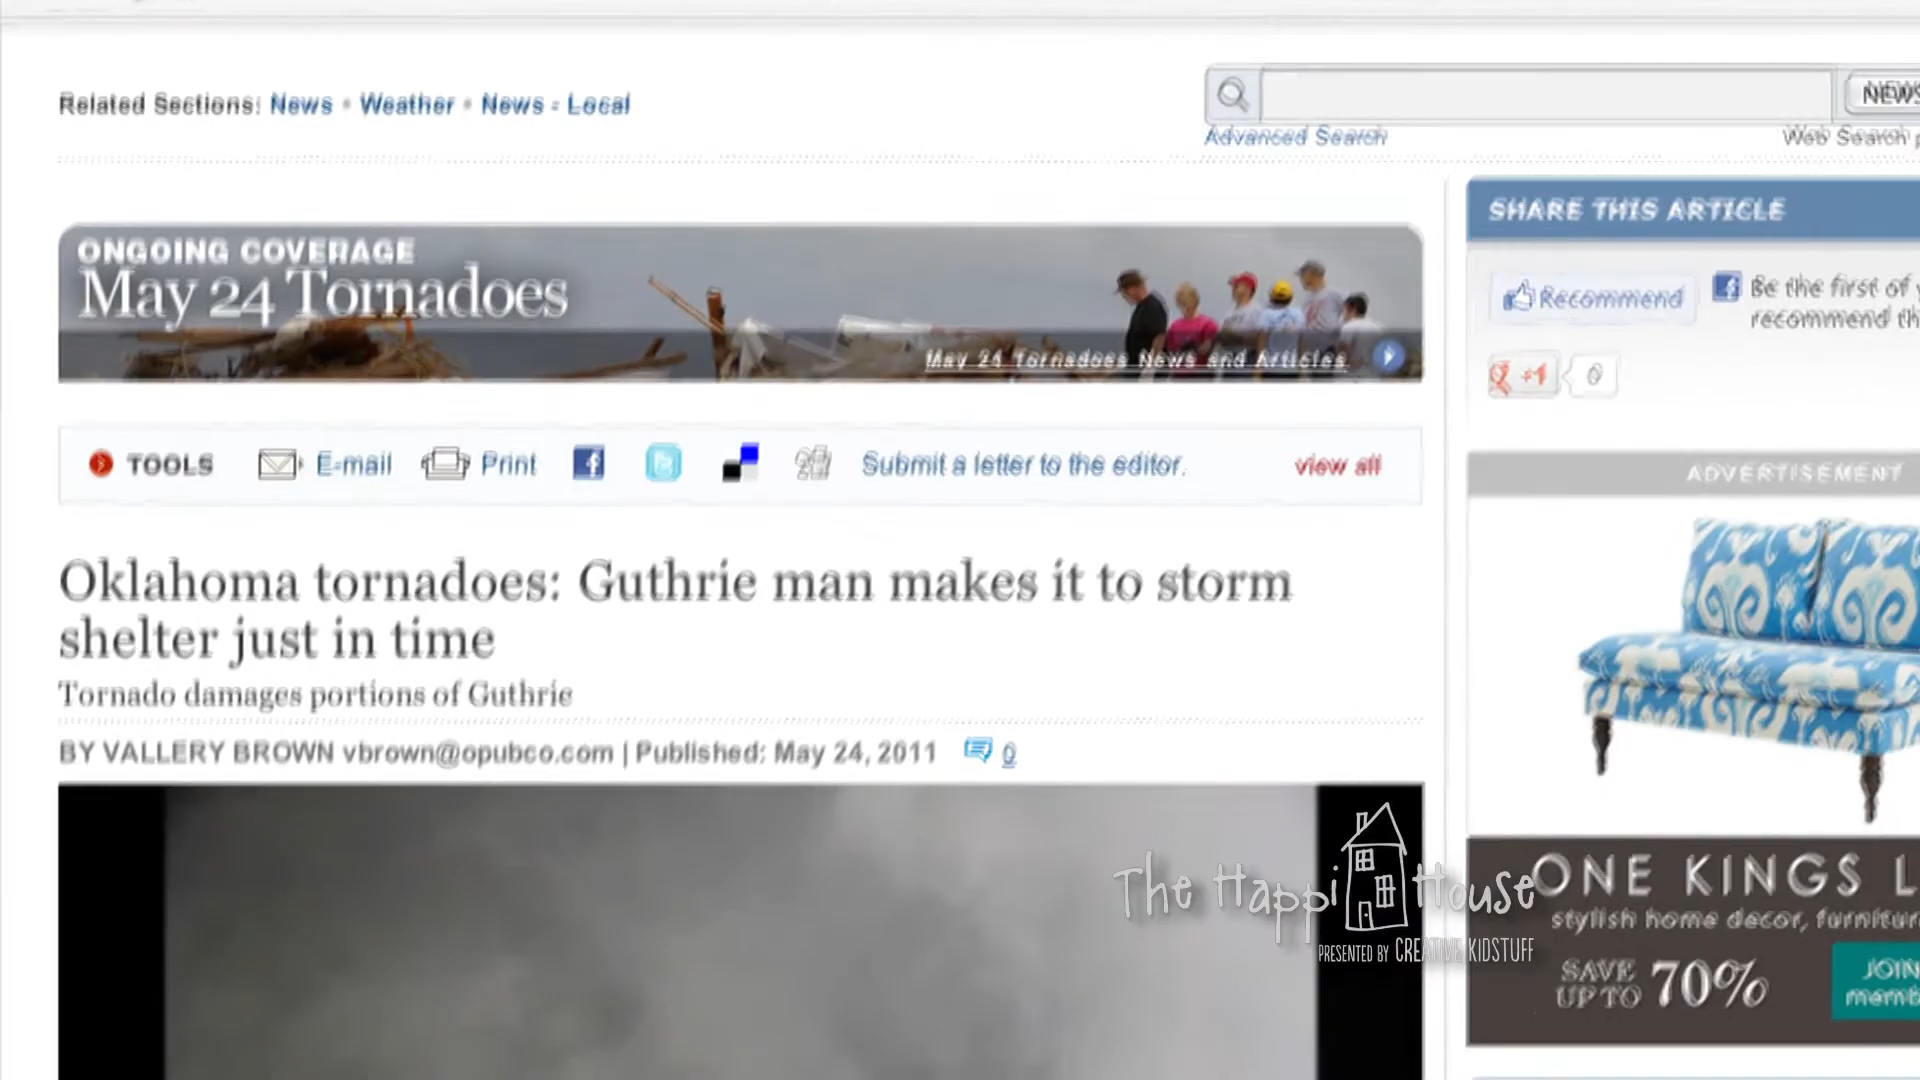 Related Sections: News • Weather • News - Local
NEWS
Advanced Search
Web Search
ONGOING COVERAGE
May 24 Tornadoes
May 24 Tornadoes News and Articles
SHARE THIS ARTICLE
Recommend
Be the first of
recommend
+1 0
TOOLS E-mail Print Submit a letter to the editor. view all
ADVERTISEMENT
Oklahoma tornadoes: Guthrie man makes it to storm
shelter just in time
Tornado damages portions of Guthrie
BY VALLERY BROWN vbrown@opubco.com | Published: May 24, 2011 0
The Happi House
PRESENTED BY CREATIVE KIDSTUFF
ONE KINGS L
stylish home decor, furniture
SAVE
UP TO 70%
JOIN
memb